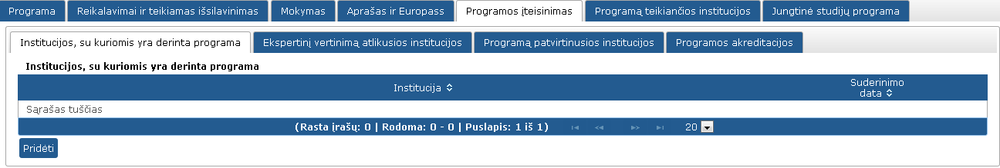 Programa Reikalavimai ir teikiamas išsilavinimas Mokymas Aprašas ir Europass Programos įteisinimas Programą teikiančios institucijos Jungtinė studijų programa
Institucijos, su kuriomis yra derinta programa Ekspertinį vertinimą atlikusios institucijos Programą patvirtinusios institucijos Programos akreditacijos
Institucijos, su kuriomis yra derinta programa
Institucija Suderinimo
data
Sąrašas tuščias
(Rasta įrašų: 0 | Rodoma: 0 - 0 | Puslapis: 1 iš 1) 20
Pridėti